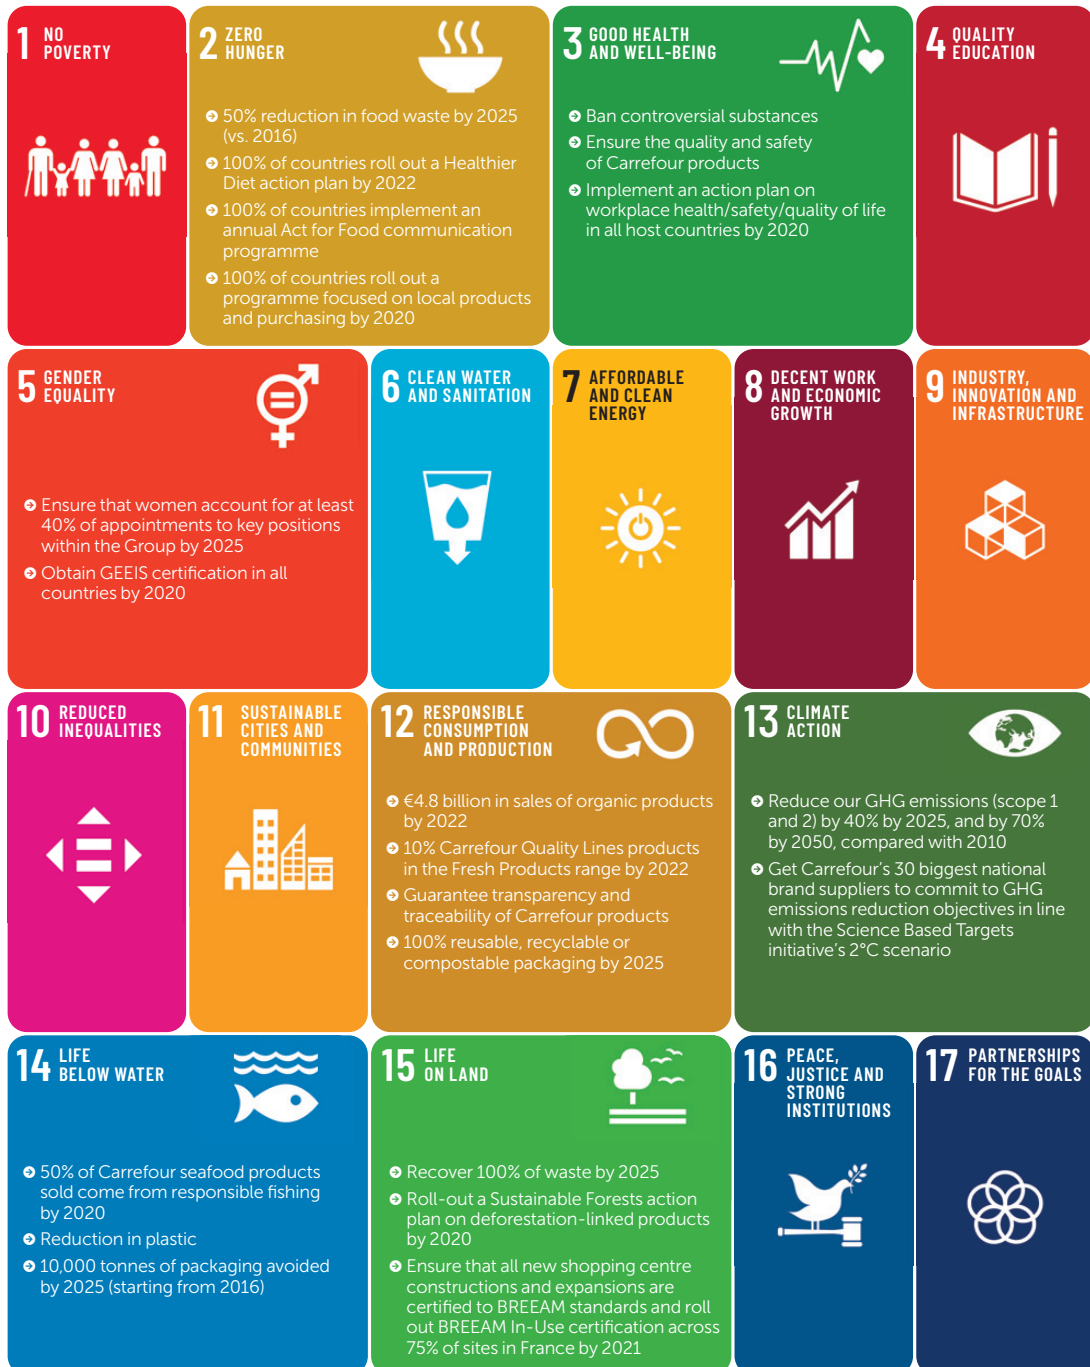 1 NO
POVERTY
2 ZERO
HUNGER
50% reduction in food waste by 2025
(vs. 2016)
100% of countries roll out a Healthier
Diet action plan by 2022
100% of countries implement an
annual Act for Food communication
programme
100% of countries roll out a
programme focused on local products
and purchasing by 2020
3 GOOD HEALTH
AND WELL-BEING
Ban controversial substances
Ensure the quality and safety
of Carrefour products
Implement an action plan on
workplace health/safety/quality of life
in all host countries by 2020
4 QUALITY
EDUCATION
5 GENDER
EQUALITY
Ensure that women account for at least
40% of appointments to key positions
within the Group by 2025
Obtain GEEIS certification in all
countries by 2020
6 CLEAN WATER
AND SANITATION
7 AFFORDABLE
AND CLEAN
ENERGY
8 DECENT WORK
AND ECONOMIC
GROWTH
9 INDUSTRY,
INNOVATION AND
INFRASTRUCTURE
10 REDUCED
INEQUALITIES
11 SUSTAINABLE
CITIES AND
COMMUNITIES
12 RESPONSIBLE
CONSUMPTION
AND PRODUCTION
€4.8 billion in sales of organic products
by 2022
10% Carrefour Quality Lines products
in the Fresh Products range by 2022
Guarantee transparency and
traceability of Carrefour products
100% reusable, recyclable or
compostable packaging by 2025
13 CLIMATE
ACTION
Reduce our GHG emissions (scope 1
and 2) by 40% by 2025, and by 70%
by 2050, compared with 2010
Get Carrefour's 30 biggest national
brand suppliers to commit to GHG
emissions reduction objectives in line
with the Science Based Targets
initiative's 2°C scenario
14 LIFE
BELOW WATER
50% of Carrefour seafood products
sold come from responsible fishing
by 2020
Reduction in plastic
10,000 tonnes of packaging avoided
by 2025 (starting from 2016)
15 LIFE
ON LAND
Recover 100% of waste by 2025
Roll-out a Sustainable Forests action
plan on deforestation-linked products
by 2020
Ensure that all new shopping centre
constructions and expansions are
certified to BREEAM standards and roll
out BREEAM In-Use certification across
75% of sites in France by 2021
16 PEACE,
JUSTICE AND
STRONG
INSTITUTIONS
17 PARTNERSHIPS
FOR THE GOALS